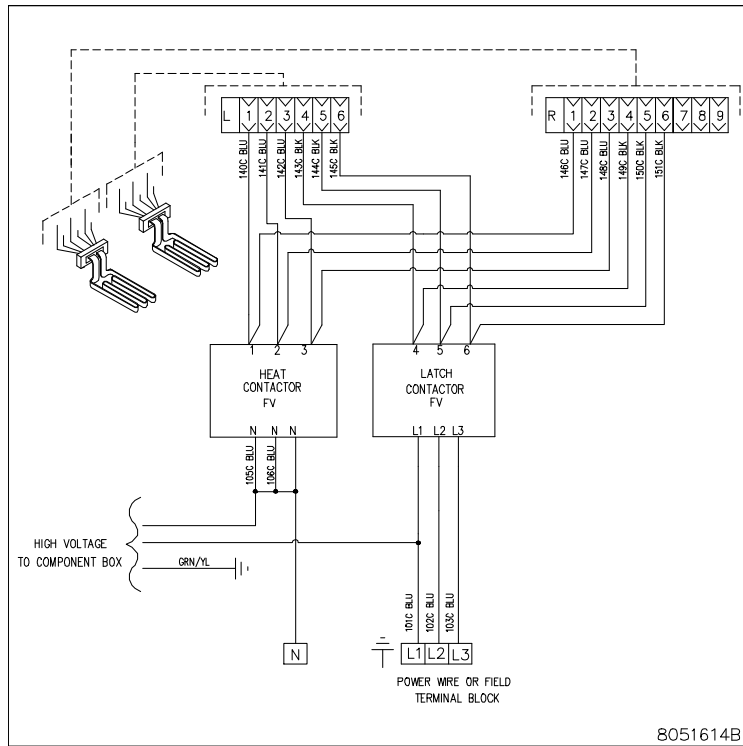 L 1 2 3 4 5 6
R 1 2 3 4 5 6 7 8 9
140C BLU
141C BLU
142C BLU
143C BLK
144C BLK
145C BLK
146C BLU
147C BLU
148C BLU
149C BLK
150C BLK
151C BLK
1 2 3
HEAT
CONTACTOR
FV
N N N
4 5 6
LATCH
CONTACTOR
FV
L1 L2 L3
105C BLU
106C BLU
HIGH VOLTAGE
TO COMPONENT BOX
GRN/YL
101C BLU
102C BLU
103C BLU
N
L1 L2 L3
POWER WIRE OR FIELD
TERMINAL BLOCK
8051614B